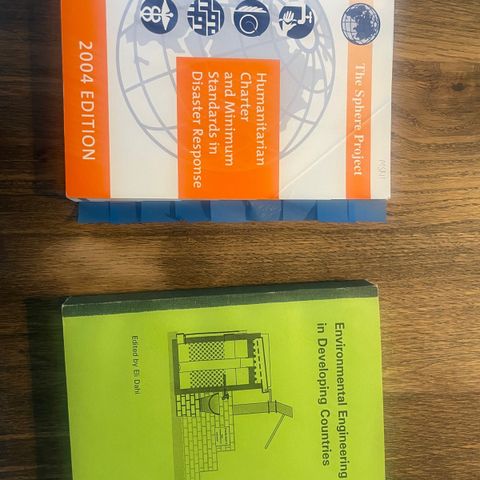 The Sphere Project
Humanitarian
Charter
and Minimum
Standards in
Disaster Response
2004 EDITION
Environmental Engineering
in Developing Countries
Edited by Eli Dahi